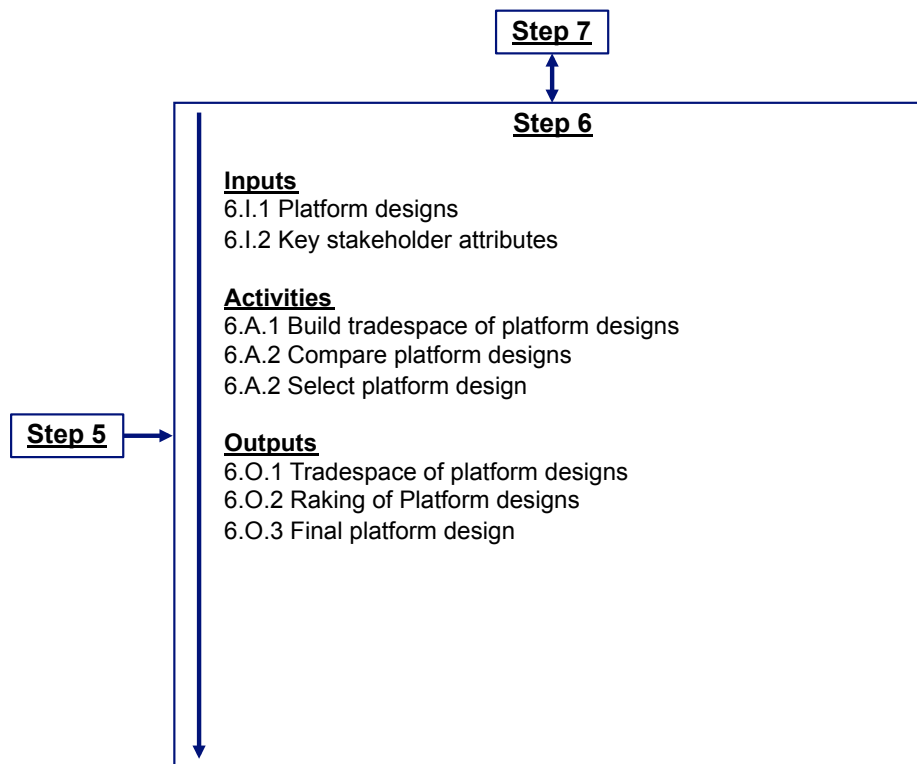 Step 7
Step 6
Inputs
6.I.1 Platform designs
6.I.2 Key stakeholder attributes
Activities
6.A.1 Build tradespace of platform designs
6.A.2 Compare platform designs
6.A.2 Select platform design
Step 5
Outputs
6.O.1 Tradespace of platform designs
6.O.2 Raking of Platform designs
6.O.3 Final platform design